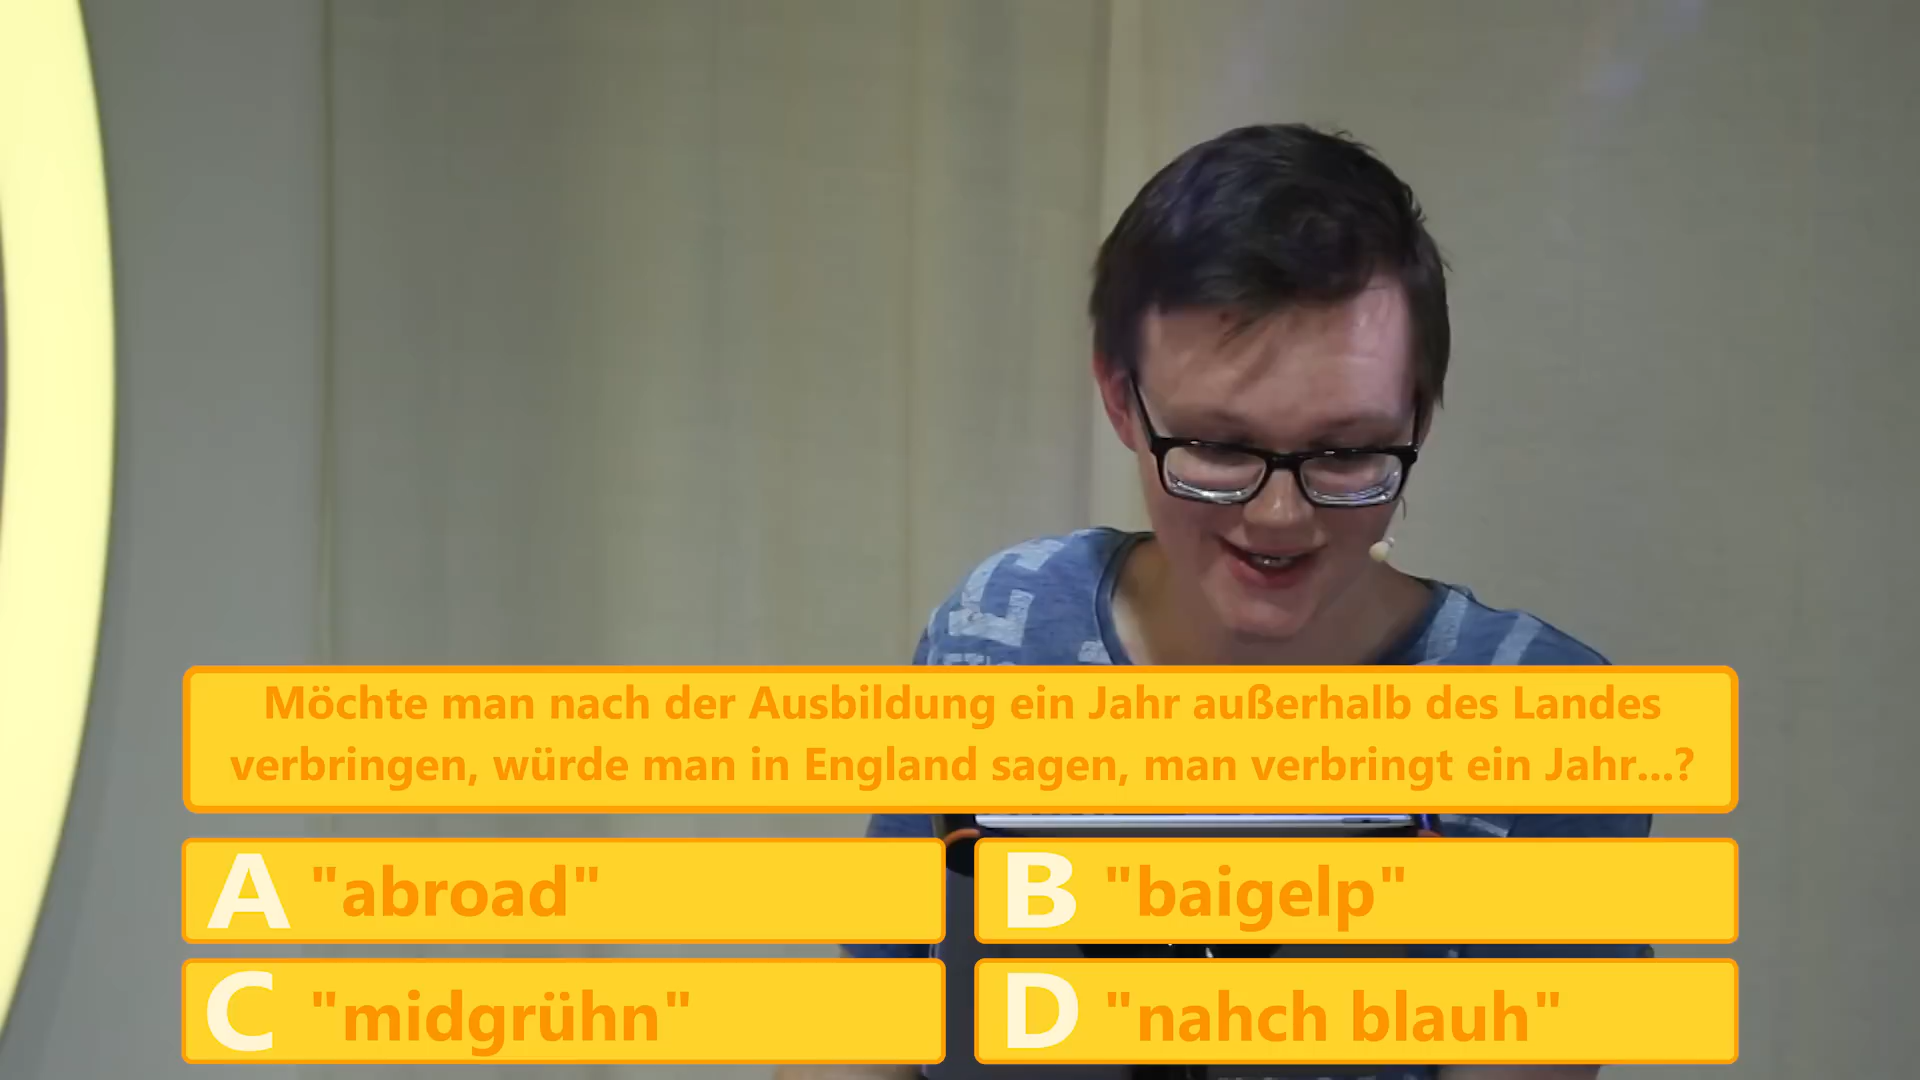 Möchte man nach der Ausbildung ein Jahr außerhalb des Landes
verbringen, würde man in England sagen, man verbringt ein Jahr...?
A "abroad"
B "baigelp"
C "midgrühn"
D "nahch blauh"